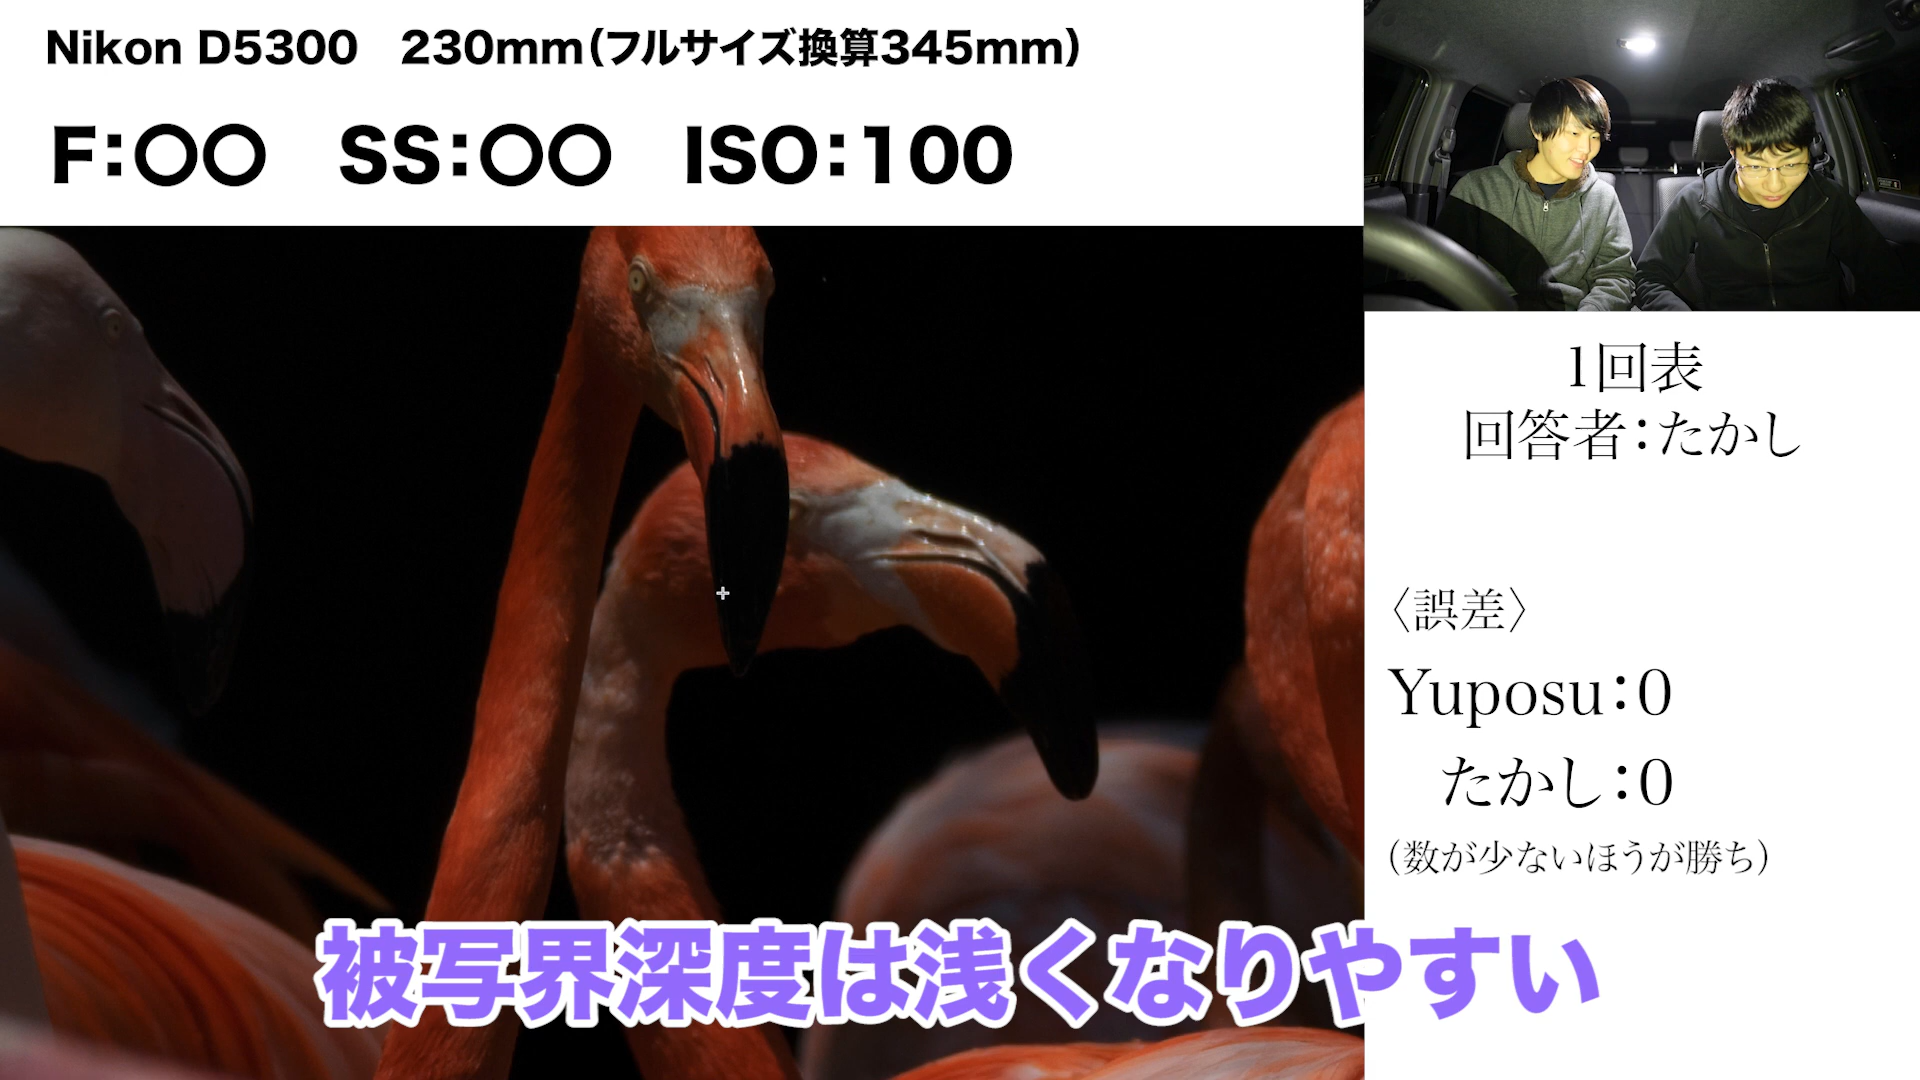 Nikon D5300 230mm(フルサイズ換算345mm)
F:〇〇 SS:〇〇 ISO:100
1回表
回答者:たかし
〈誤差〉
Yuposu:0
たかし:0
(数が少ないほうが勝ち)
被写界深度は浅くなりやすい